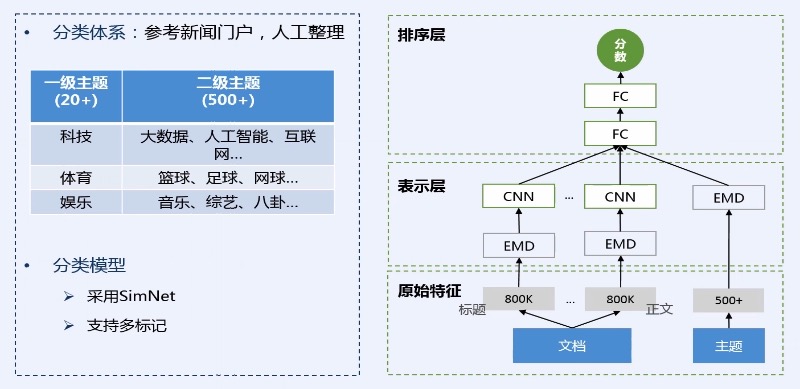 • 分类体系：参考新闻门户，人工整理
一级主题
(20+)
二级主题
(500+)
科技
大数据、人工智能、互联
网...
体育
篮球、足球、网球...
娱乐
音乐、综艺、八卦...
• 分类模型
➢ 采用SimNet
➢ 支持多标记
排序层
分
数
FC
FC
表示层
CNN
...
CNN
EMD
EMD
EMD
原始特征
标题
800K
...
800K
正文
500+
文档
主题